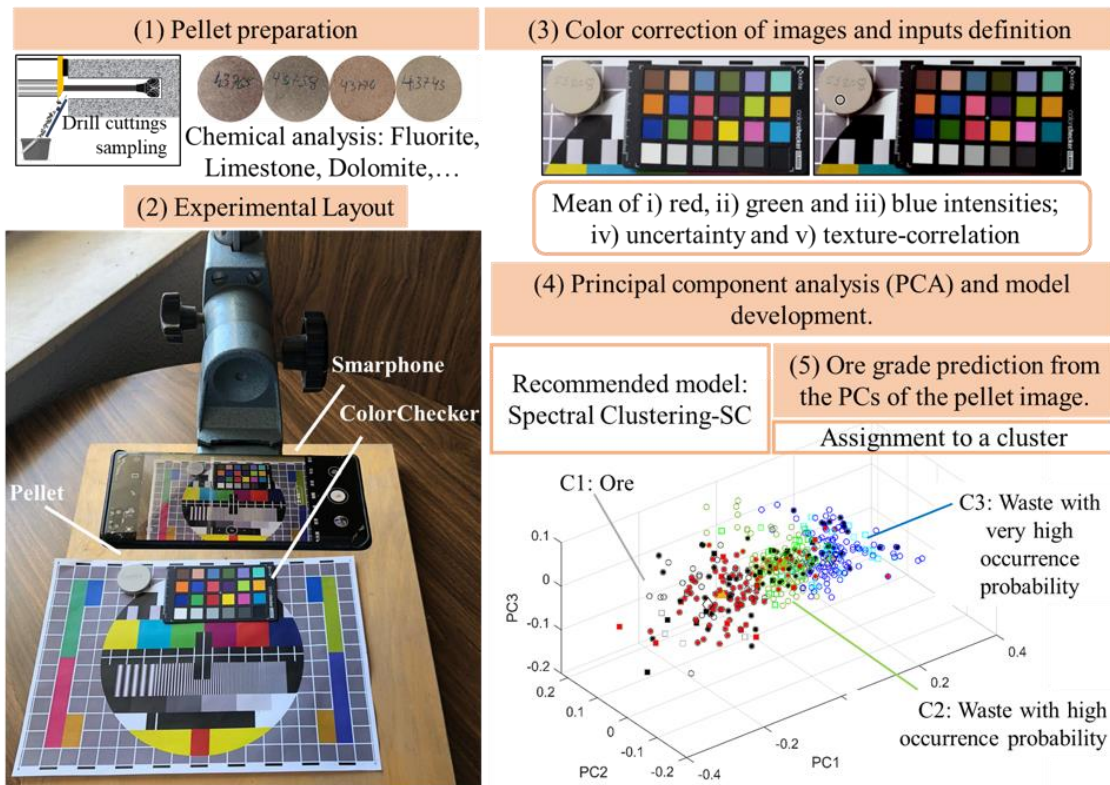 (1) Pellet preparation
Drill cuttings
sampling
43758
43745
Chemical analysis: Fluorite,
Limestone, Dolomite,…
(2) Experimental Layout
Smarphone
ColorChecker
Pellet
(3) Color correction of images and inputs definition
Mean of i) red, ii) green and iii) blue intensities;
iv) uncertainty and v) texture-correlation
(4) Principal component analysis (PCA) and model
development.
Recommended model:
Spectral Clustering-SC
(5) Ore grade prediction from
the PCs of the pellet image.
Assignment to a cluster
C1: Ore
C3: Waste with
very high
occurrence
probability
C2: Waste with high
occurrence probability
PC3
0.1
0
-0.1
-0.2
0.2
0.1
0
-0.1
-0.2
PC2
-0.4
-0.2
0.2
0.4
PC1